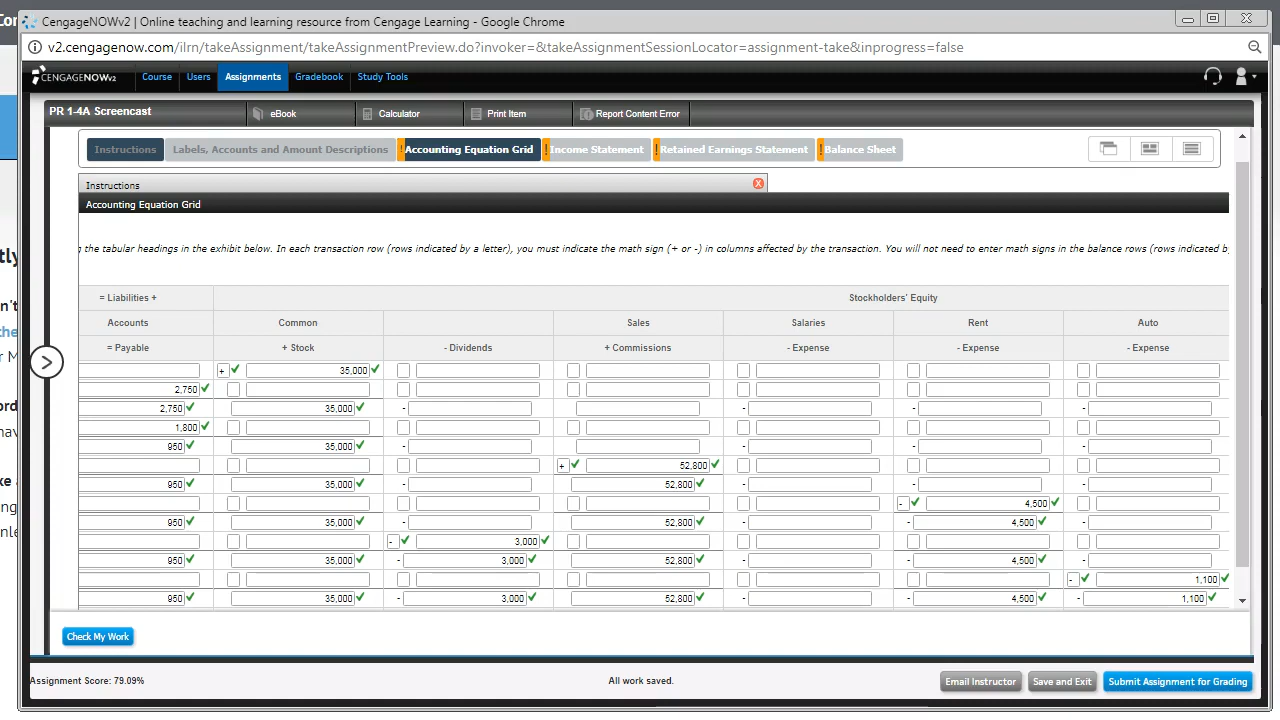 CengageNOWv2 | Online teaching and learning resource from Cengage Learning - Google Chrome
v2.cengagenow.com/ilrn/takeAssignment/takeAssignmentPreview.do?invoker=&takeAssignmentSessionLocator=assignment-take&inprogress=false
CENGAGENOWv2 Course Users Assignments Gradebook Study Tools
PR 1-4A Screencast eBook Calculator Print Item Report Content Error
Instructions Labels, Accounts and Amount Descriptions ! Accounting Equation Grid ! Income Statement ! Retained Earnings Statement ! Balance Sheet
Instructions X
Accounting Equation Grid
the tabular headings in the exhibit below. In each transaction row (rows indicated by a letter), you must indicate the math sign (+ or -) in columns affected by the transaction. You will not need to enter math signs in the balance rows (rows indicated
= Liabilities + Stockholders' Equity
Accounts Common Sales Salaries Rent Auto
= Payable + Stock - Dividends + Commissions - Expense - Expense - Expense
+ 35,000
2,750
2,750 35,000 - - - -
1,800
950 35,000 - - - -
+ 52,800
950 35,000 - 52,800 - - -
- 4,500
950 35,000 - 52,800 - - 4,500 -
- 3,000
950 35,000 - 3,000 52,800 - - 4,500 -
- 1,100
950 35,000 - 3,000 52,800 - - 4,500 - 1,100
Check My Work
Assignment Score: 79.09% All work saved. Email Instructor Save and Exit Submit Assignment for Grading